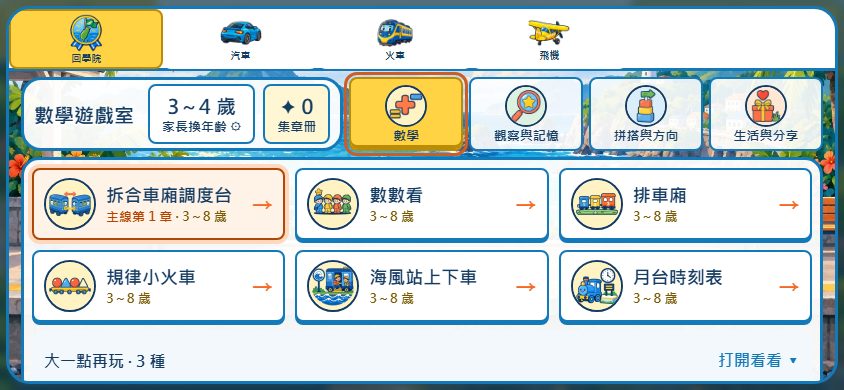 回學院
汽車
火車
飛機
數學遊戲室
3~4 歲
家長換年齡
0
集章冊
數學
觀察與記憶
拼搭與方向
生活與分享
拆合車廂調度台
主線第 1 章 · 3~8 歲
數數看
3~8 歲
排車廂
3~8 歲
規律小火車
3~8 歲
海風站上下車
3~8 歲
月台時刻表
3~8 歲
大一點再玩 · 3 種
打開看看